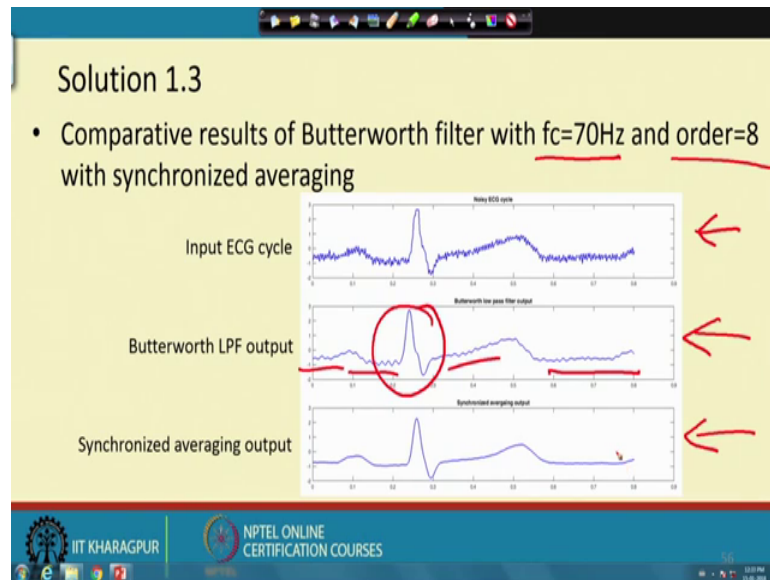 Solution 1.3
• Comparative results of Butterworth filter with fc=70Hz and order=8
with synchronized averaging
Noisy ECG cycle
Input ECG cycle
Butterworth low pass filter output
Butterworth LPF output
Synchronized averaging output
Synchronized averaging output
IIT KHARAGPUR
NPTEL ONLINE
CERTIFICATION COURSES
56